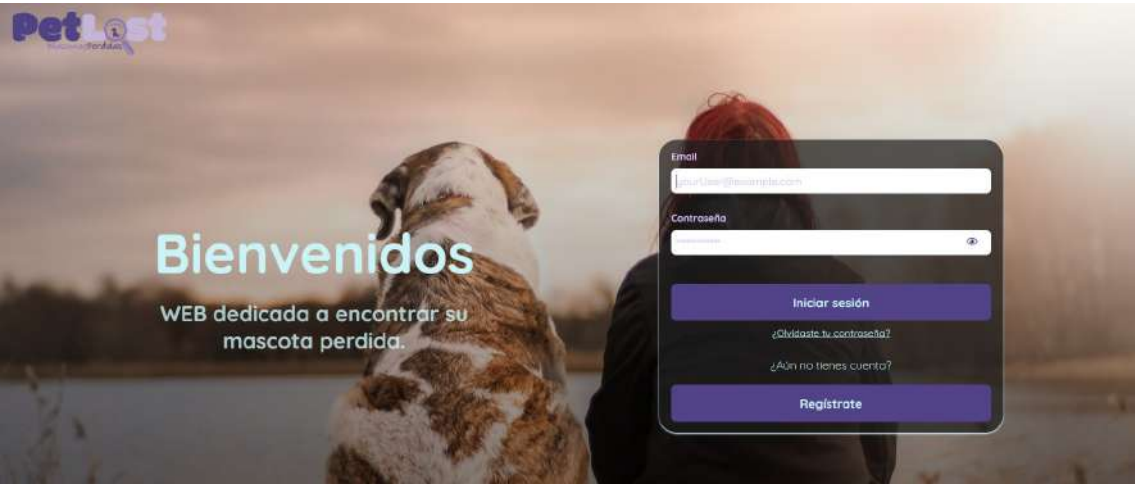 PetLost
Bienvenidos
WEB dedicada a encontrar su
mascota perdida.
Email
yourUser@example.com
Contraseña
Iniciar sesión
¿Olvidaste tu contraseña?
¿Aún no tienes cuenta?
Regístrate